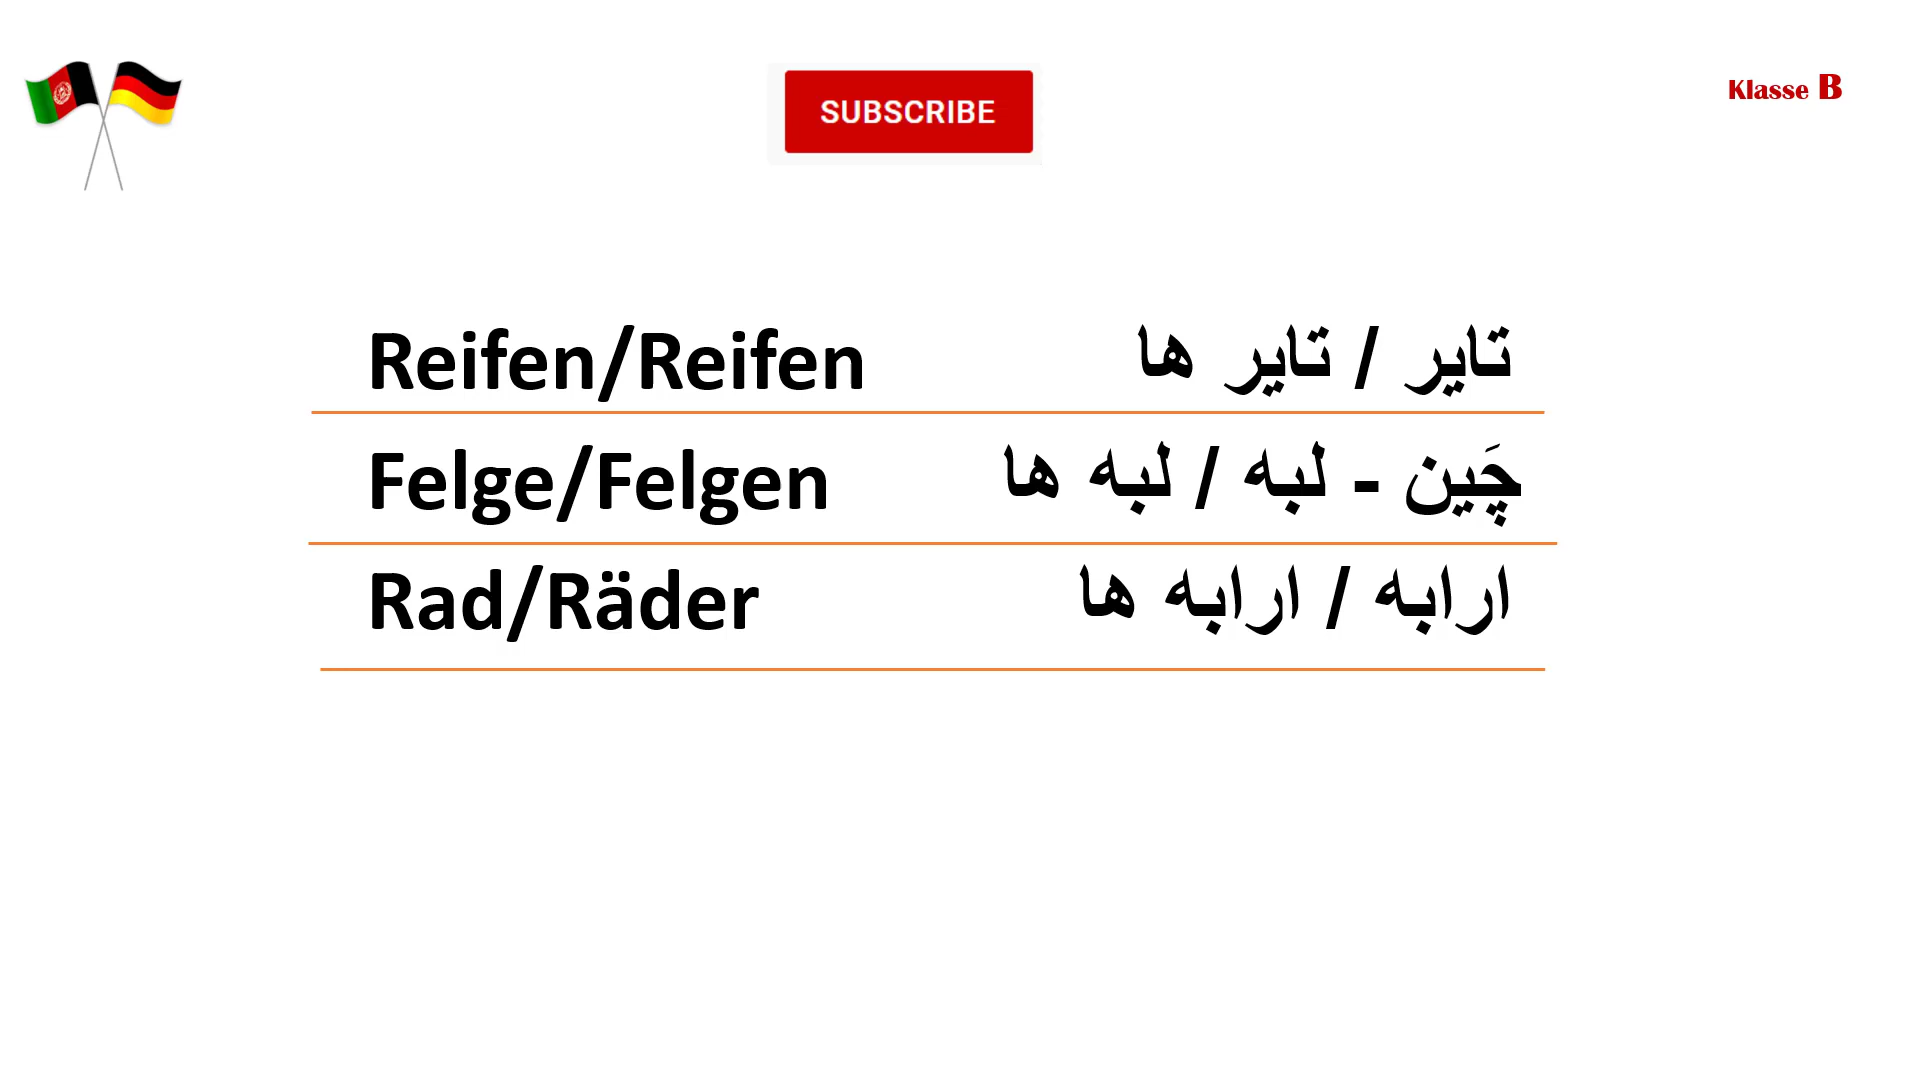 SUBSCRIBE
Klasse B
Reifen/Reifen تایر / تایر ها
Felge/Felgen چَین - لبه / لبه ها
Rad/Räder ارابه / ارابه ها